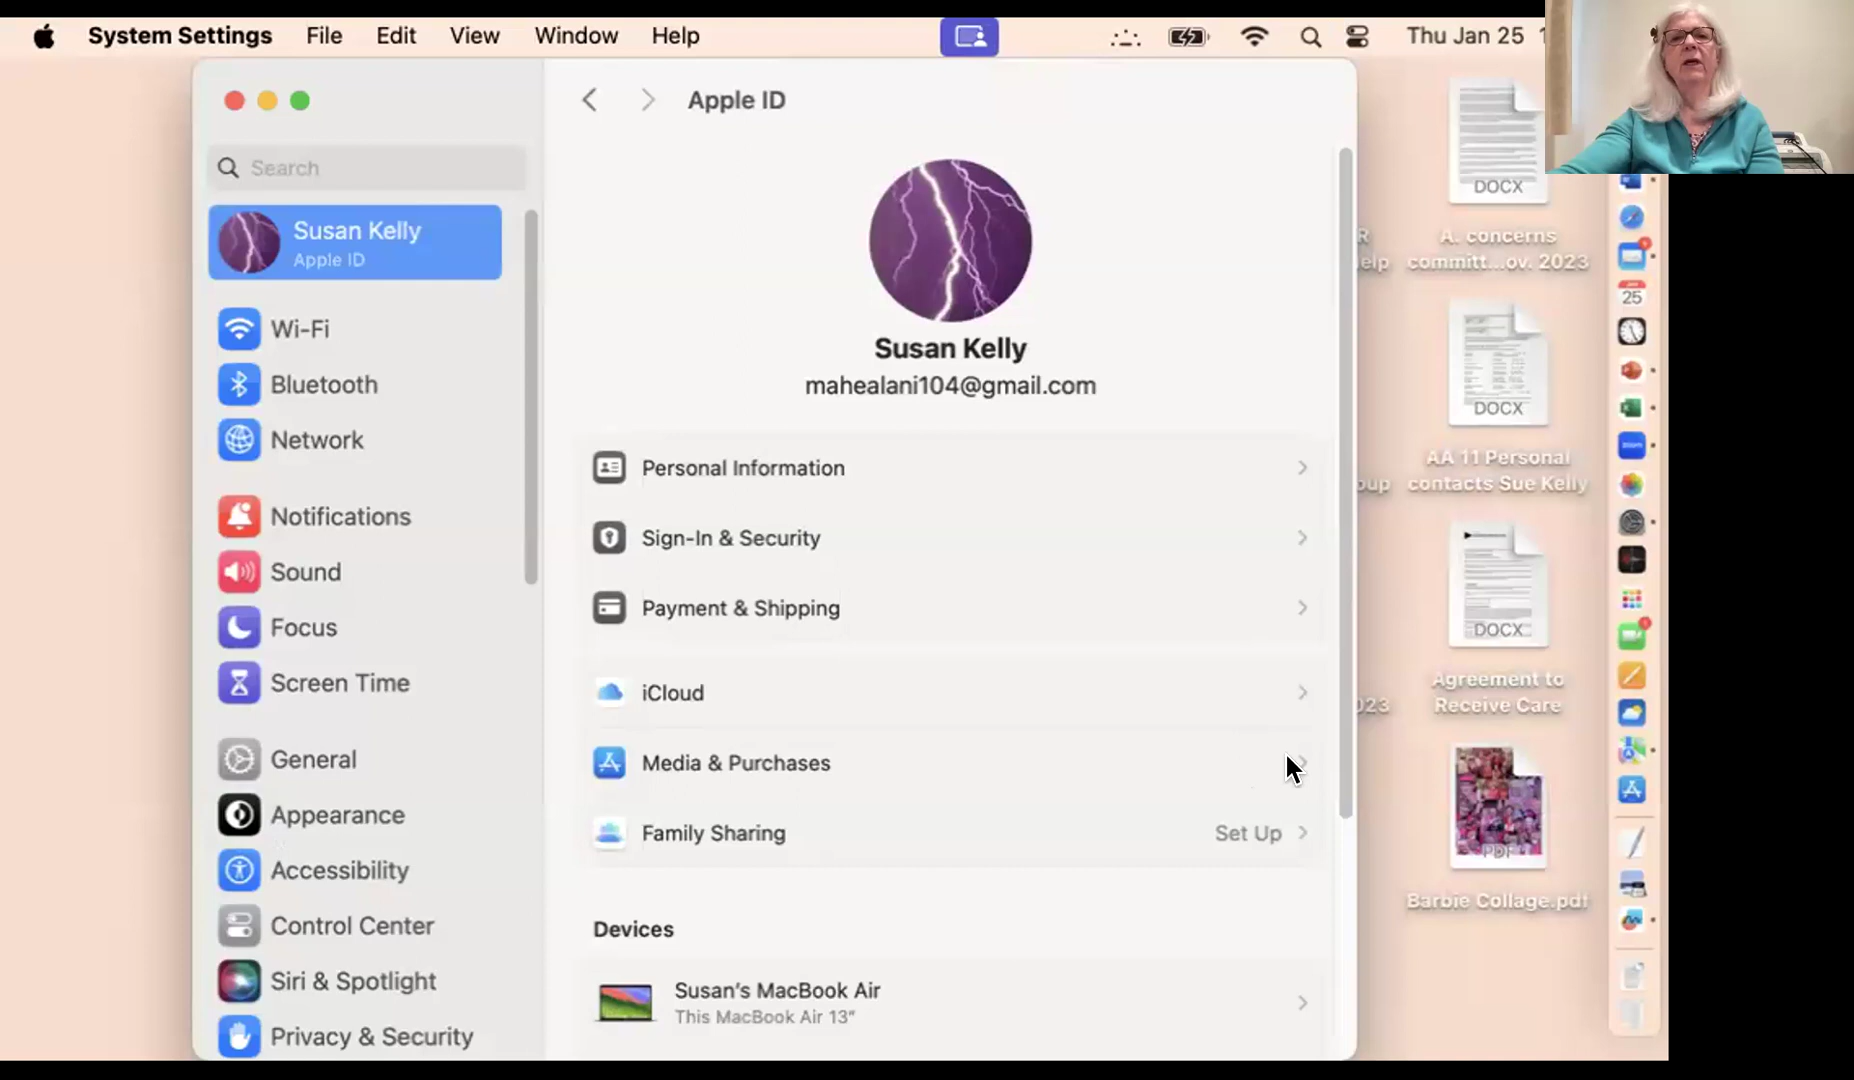 System Settings File Edit View Window Help
Thu Jan 25
Apple ID
Search
Susan Kelly
Apple ID
Wi-Fi
Bluetooth
Network
Notifications
Sound
Focus
Screen Time
General
Appearance
Accessibility
Control Center
Siri & Spotlight
Privacy & Security
Susan Kelly
mahealani104@gmail.com
Personal Information
Sign-In & Security
Payment & Shipping
iCloud
Media & Purchases
Family Sharing
Set Up
Devices
Susan's MacBook Air
This MacBook Air 13"
DOCX
A. concerns
committ...ov. 2023
DOCX
AA 11 Personal
contacts Sue Kelly
DOCX
Agreement to
Receive Care
PDF
Barbie Collage.pdf
25
zoom